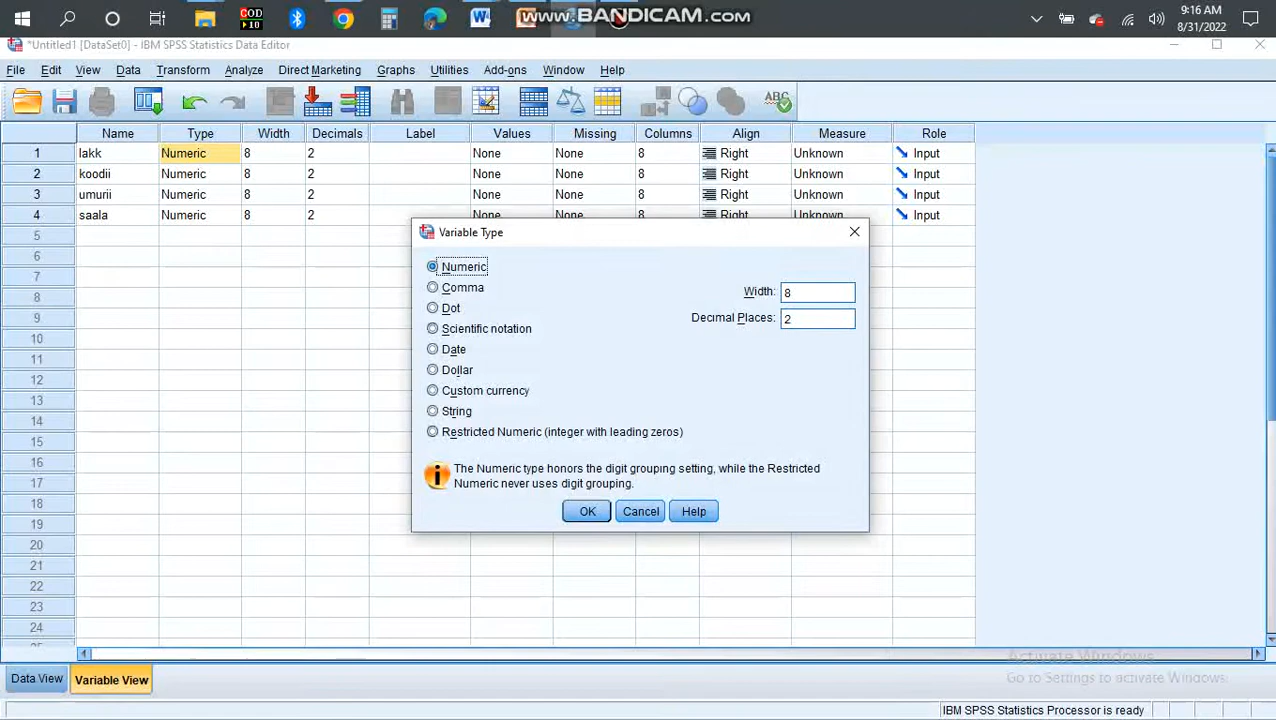 COD
+10
www.BANDICAM.com
9:16 AM
8/31/2022
*Untitled1 [DataSet0] - IBM SPSS Statistics Data Editor
File Edit View Data Transform Analyze Direct Marketing Graphs Utilities Add-ons Window Help
ABC
Name Type Width Decimals Label Values Missing Columns Align Measure Role
1 lakk Numeric 8 2 None None 8 Right Unknown Input
2 koodii Numeric 8 2 None None 8 Right Unknown Input
3 umurii Numeric 8 2 None None 8 Right Unknown Input
4 saala Numeric 8 2 None None 8 Right Unknown Input
5
6
7
8
9
10
11
12
13
14
15
16
17
18
19
20
21
22
23
24
25
Variable Type
Numeric
Comma
Dot
Scientific notation
Date
Dollar
Custom currency
String
Restricted Numeric (integer with leading zeros)
Width: 8
Decimal Places: 2
The Numeric type honors the digit grouping setting, while the Restricted
Numeric never uses digit grouping.
OK Cancel Help
Activate Windows
Go to Settings to activate Windows.
Data View Variable View
IBM SPSS Statistics Processor is ready